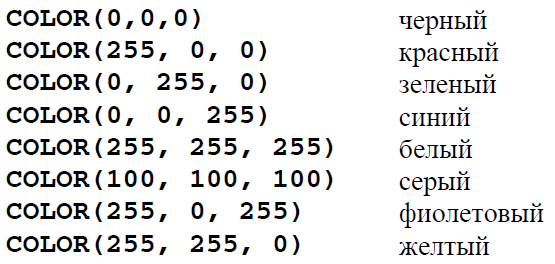 COLOR(0,0,0) черный
COLOR(255, 0, 0) красный
COLOR(0, 255, 0) зеленый
COLOR(0, 0, 255) синий
COLOR(255, 255, 255) белый
COLOR(100, 100, 100) серый
COLOR(255, 0, 255) фиолетовый
COLOR(255, 255, 0) желтый